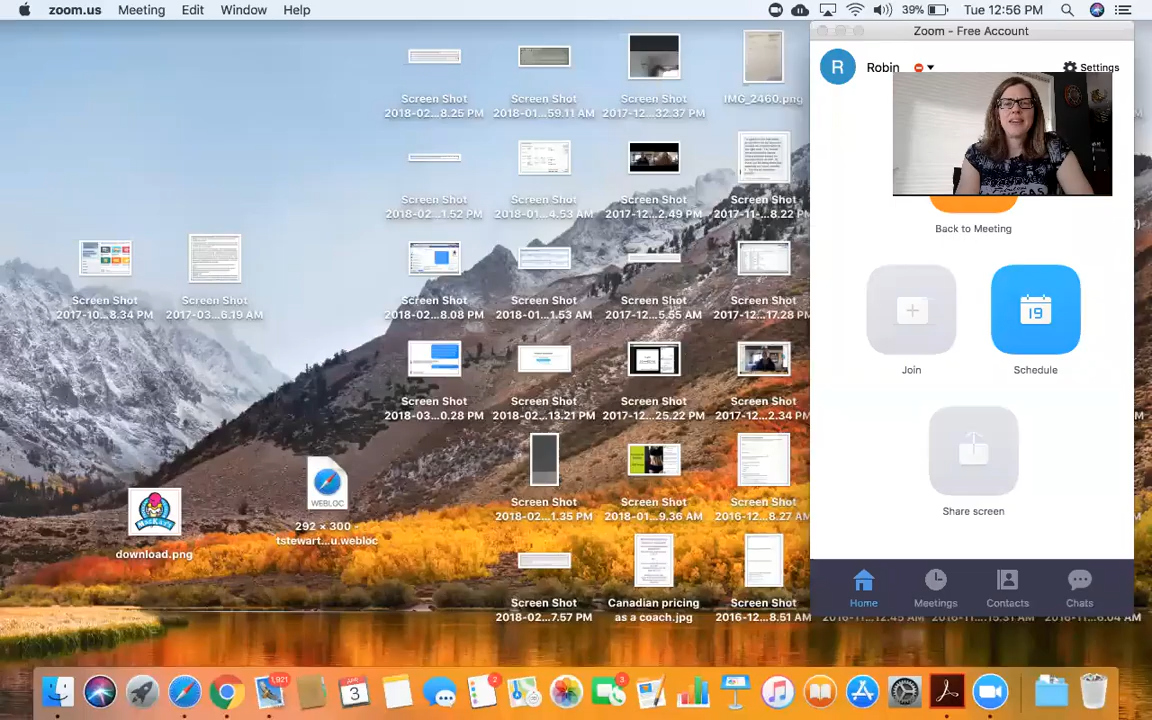 zoom.us Meeting Edit Window Help 39% Tue 12:56 PM
Zoom - Free Account
R Robin Settings
Back to Meeting
Join Schedule
19
Share screen
Home Meetings Contacts Chats
Screen Shot Screen Shot Screen Shot IMG_2460.png
2018-02...8.25 PM 2018-01...59.11 AM 2017-12...32.37 PM
Screen Shot Screen Shot Screen Shot Screen Shot
2018-02...1.52 PM 2018-01...4.53 AM 2017-12...2.49 PM 2017-11-...8.22 PM
Screen Shot Screen Shot Screen Shot Screen Shot Screen Shot Screen Shot
2017-10...8.34 PM 2017-03...6.19 AM 2018-02...8.08 PM 2018-01...1.53 AM 2017-12...5.55 AM 2017-12...17.28 PM
Screen Shot Screen Shot Screen Shot Screen Shot
2018-03...0.28 PM 2018-02...13.21 PM 2017-12...25.22 PM 2017-12...2.34 PM
Screen Shot Screen Shot Screen Shot
2018-02...1.35 PM 2018-01...9.36 AM 2016-12...8.27 AM
WEBLOC
292 × 300 -
tstewart...u.webloc
download.png
Screen Shot Canadian pricing Screen Shot
2018-02...7.57 PM as a coach.jpg 2016-12...8.51 AM
1,921 APR 3 2 3